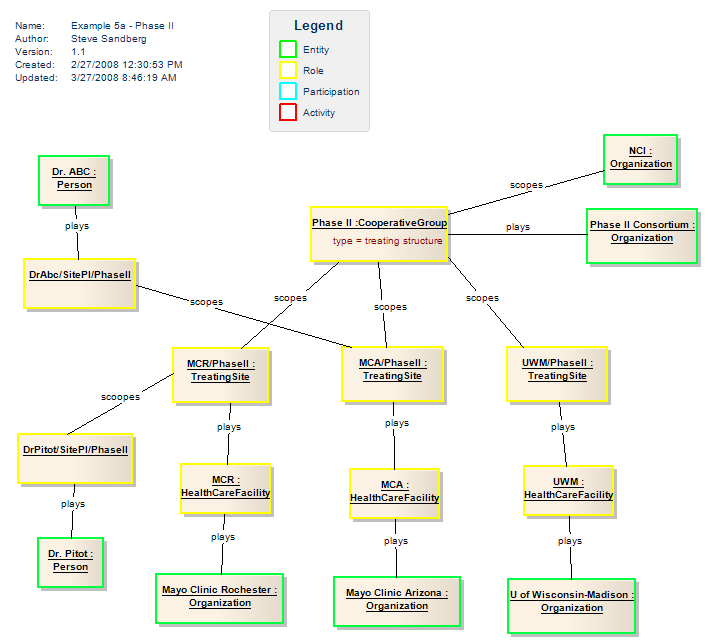 Name: Example 5a - Phase II
Author: Steve Sandberg
Version: 1.1
Created: 2/27/2008 12:30:53 PM
Updated: 3/27/2008 8:46:19 AM
Legend
Entity
Role
Participation
Activity
NCI :
Organization
Dr. ABC :
Person
scopes
Phase II :CooperativeGroup
type = treating structure
plays
Phase II Consortium :
Organization
plays
DrAbc/SitePI/PhaseII
scopes
scopes
scopes
scopes
MCR/PhaseII :
TreatingSite
MCA/PhaseII :
TreatingSite
UWM/PhaseII :
TreatingSite
scoopes
plays
plays
plays
DrPitot/SitePI/PhaseII
MCR :
HealthCareFacility
MCA :
HealthCareFacility
UWM :
HealthCareFacility
plays
plays
plays
plays
Dr. Pitot :
Person
Mayo Clinic Rochester :
Organization
Mayo Clinic Arizona :
Organization
U of Wisconsin-Madison :
Organization